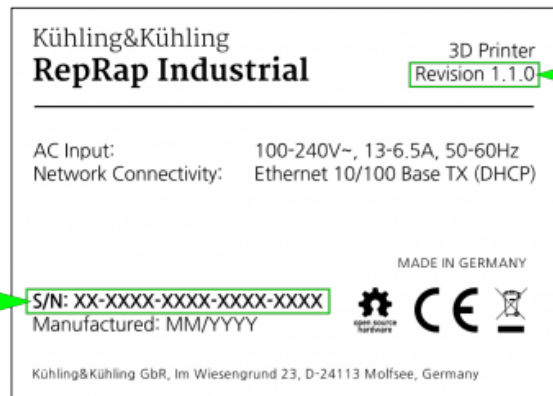 Kühling&Kühling
RepRap Industrial
3D Printer
Revision 1.1.0
AC Input: 100-240V~, 13-6.5A, 50-60Hz
Network Connectivity: Ethernet 10/100 Base TX (DHCP)
MADE IN GERMANY
S/N: XX-XXXX-XXXX-XXXX-XXXX
Manufactured: MM/YYYY
open source
hardware
CE
Kühling&Kühling GbR, Im Wiesengrund 23, D-24113 Molfsee, Germany